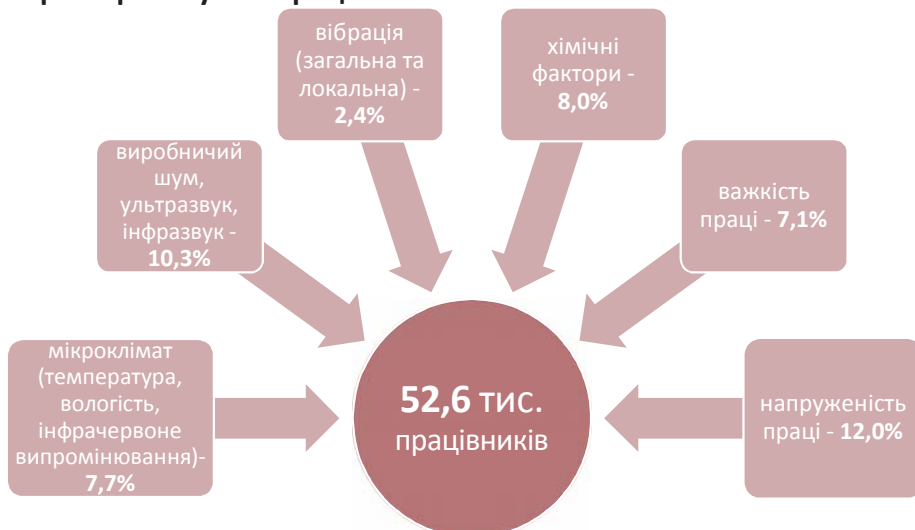 вібрація
(загальна та
локальна) -
2,4%
хімічні
фактори -
8,0%
виробничий
шум,
ультразвук,
інфразвук -
10,3%
важкість
праці - 7,1%
мікроклімат
(температура,
вологість,
інфрачервоне
випромінювання)-
7,7%
52,6 тис.
працівників
напруженість
праці - 12,0%